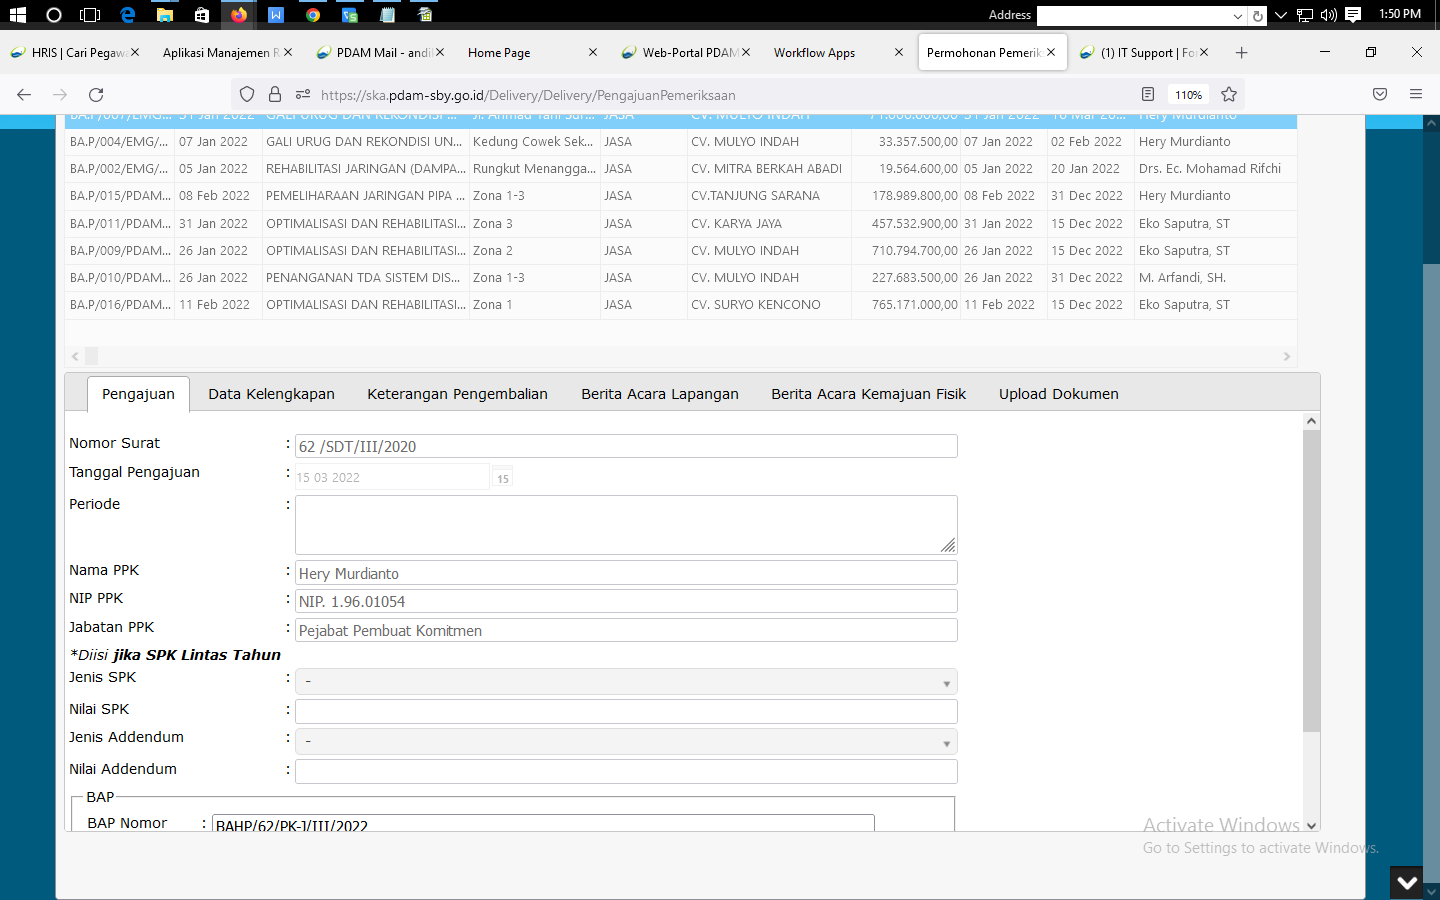 Address
1:50 PM
HRIS | Cari Pegaw
Aplikasi Manajemen R
PDAM Mail - andi
Home Page
Web-Portal PDAM
Workflow Apps
Permohonan Pemerik
(1) IT Support | Fo
https://ska.pdam-sby.go.id/Delivery/Delivery/PengajuanPemeriksaan
110%
BA.P/004/EMG/... 07 Jan 2022 GALI URUG DAN REKONDISI UN... Kedung Cowek Sek... JASA CV. MULYO INDAH 33.357.500,00 07 Jan 2022 02 Feb 2022 Hery Murdianto
BA.P/002/EMG/... 05 Jan 2022 REHABILITASI JARINGAN (DAMPA... Rungkut Menangga... JASA CV. MITRA BERKAH ABADI 19.564.600,00 05 Jan 2022 20 Jan 2022 Drs. Ec. Mohamad Rifchi
BA.P/015/PDAM... 08 Feb 2022 PEMELIHARAAN JARINGAN PIPA ... Zona 1-3 JASA CV.TANJUNG SARANA 178.989.800,00 08 Feb 2022 31 Dec 2022 Hery Murdianto
BA.P/011/PDAM... 31 Jan 2022 OPTIMALISASI DAN REHABILITASI... Zona 3 JASA CV. KARYA JAYA 457.532.900,00 31 Jan 2022 15 Dec 2022 Eko Saputra, ST
BA.P/009/PDAM... 26 Jan 2022 OPTIMALISASI DAN REHABILITASI... Zona 2 JASA CV. MULYO INDAH 710.794.700,00 26 Jan 2022 15 Dec 2022 Eko Saputra, ST
BA.P/010/PDAM... 26 Jan 2022 PENANGANAN TDA SISTEM DIS... Zona 1-3 JASA CV. MULYO INDAH 227.683.500,00 26 Jan 2022 31 Dec 2022 M. Arfandi, SH.
BA.P/016/PDAM... 11 Feb 2022 OPTIMALISASI DAN REHABILITASI... Zona 1 JASA CV. SURYO KENCONO 765.171.000,00 11 Feb 2022 15 Dec 2022 Eko Saputra, ST
Pengajuan Data Kelengkapan Keterangan Pengembalian Berita Acara Lapangan Berita Acara Kemajuan Fisik Upload Dokumen
Nomor Surat : 62 /SDT/III/2020
Tanggal Pengajuan : 15 03 2022 15
Periode :
Nama PPK : Hery Murdianto
NIP PPK : NIP. 1.96.01054
Jabatan PPK : Pejabat Pembuat Komitmen
*Diisi jika SPK Lintas Tahun
Jenis SPK : -
Nilai SPK :
Jenis Addendum : -
Nilai Addendum :
BAP
BAP Nomor : BAHP/62/PK-J/III/2022
Activate Windows
Go to Settings to activate Windows.